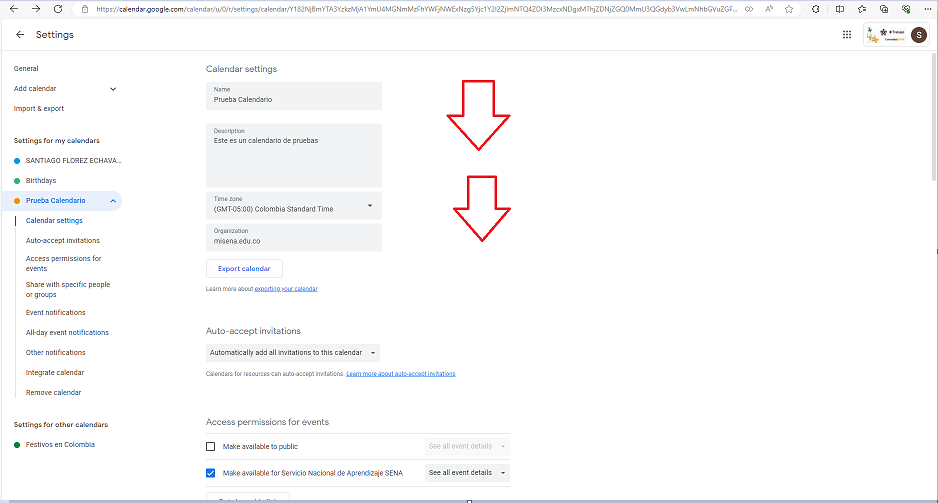 Settings
S
General
Add calendar
Import & export
Settings for my calendars
SANTIAGO FLOREZ ECHAVA...
Birthdays
Prueba Calendario
Calendar settings
Auto-accept invitations
Access permissions for
events
Share with specific people
or groups
Event notifications
All-day event notifications
Other notifications
Integrate calendar
Remove calendar
Settings for other calendars
Festivos en Colombia
Calendar settings
Name
Prueba Calendario
Description
Este es un calendario de pruebas
Time zone
(GMT-05:00) Colombia Standard Time
Organization
misena.edu.co
Export calendar
Learn more about exporting your calendar
Auto-accept invitations
Automatically add all invitations to this calendar
Calendars for resources can auto-accept invitations. Learn more about auto-accept invitations
Access permissions for events
Make available to public See all event details
Make available for Servicio Nacional de Aprendizaje SENA See all event details